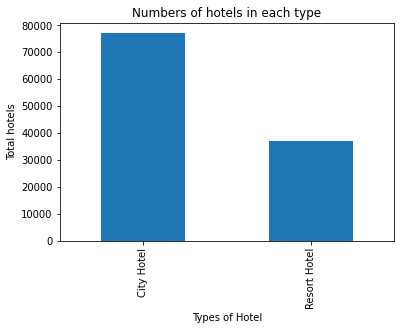 Numbers of hotels in each type
Total hotels
80000
70000
60000
50000
40000
30000
20000
10000
0
City Hotel
Resort Hotel
Types of Hotel